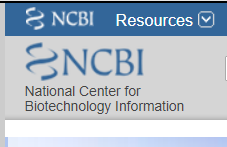 NCBI Resources
NCBI
National Center for
Biotechnology Information